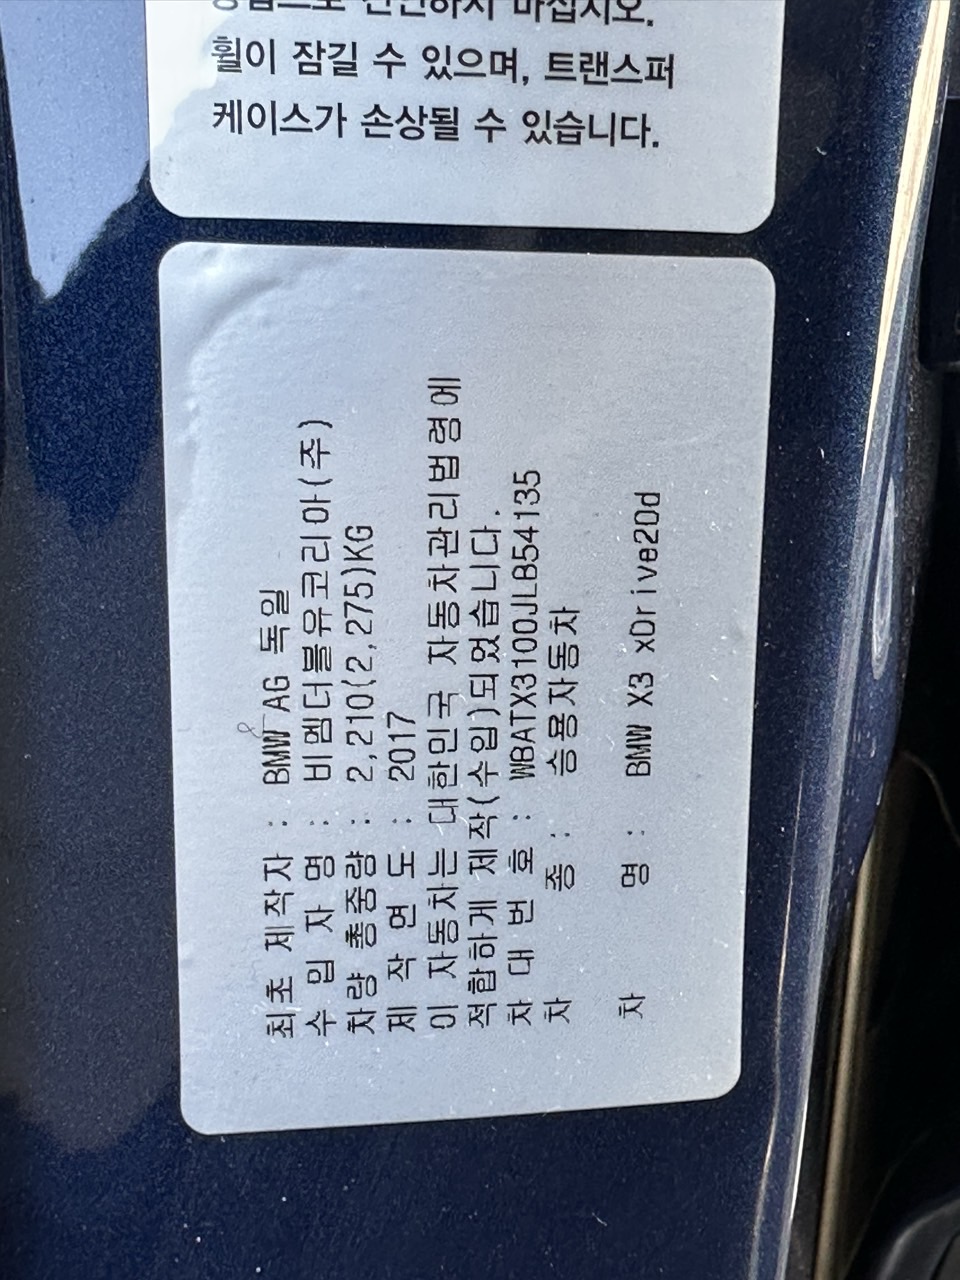 휠이 잠길 수 있으며, 트랜스퍼
케이스가 손상될 수 있습니다.
최초 제작자 : BMW AG 독일
수 입 자 명 : 비엠더블유코리아(주)
차량 총중량 : 2,210(2,275)KG
제 작 연 도 : 2017
이 자동차는 대한민국 자동차관리법령에
적합하게 제작(수입)되었습니다.
차 대 번 호 : WBATX3100JLB54135
차 종 : 승용자동차
차 명 : BMW X3 xDrive20d